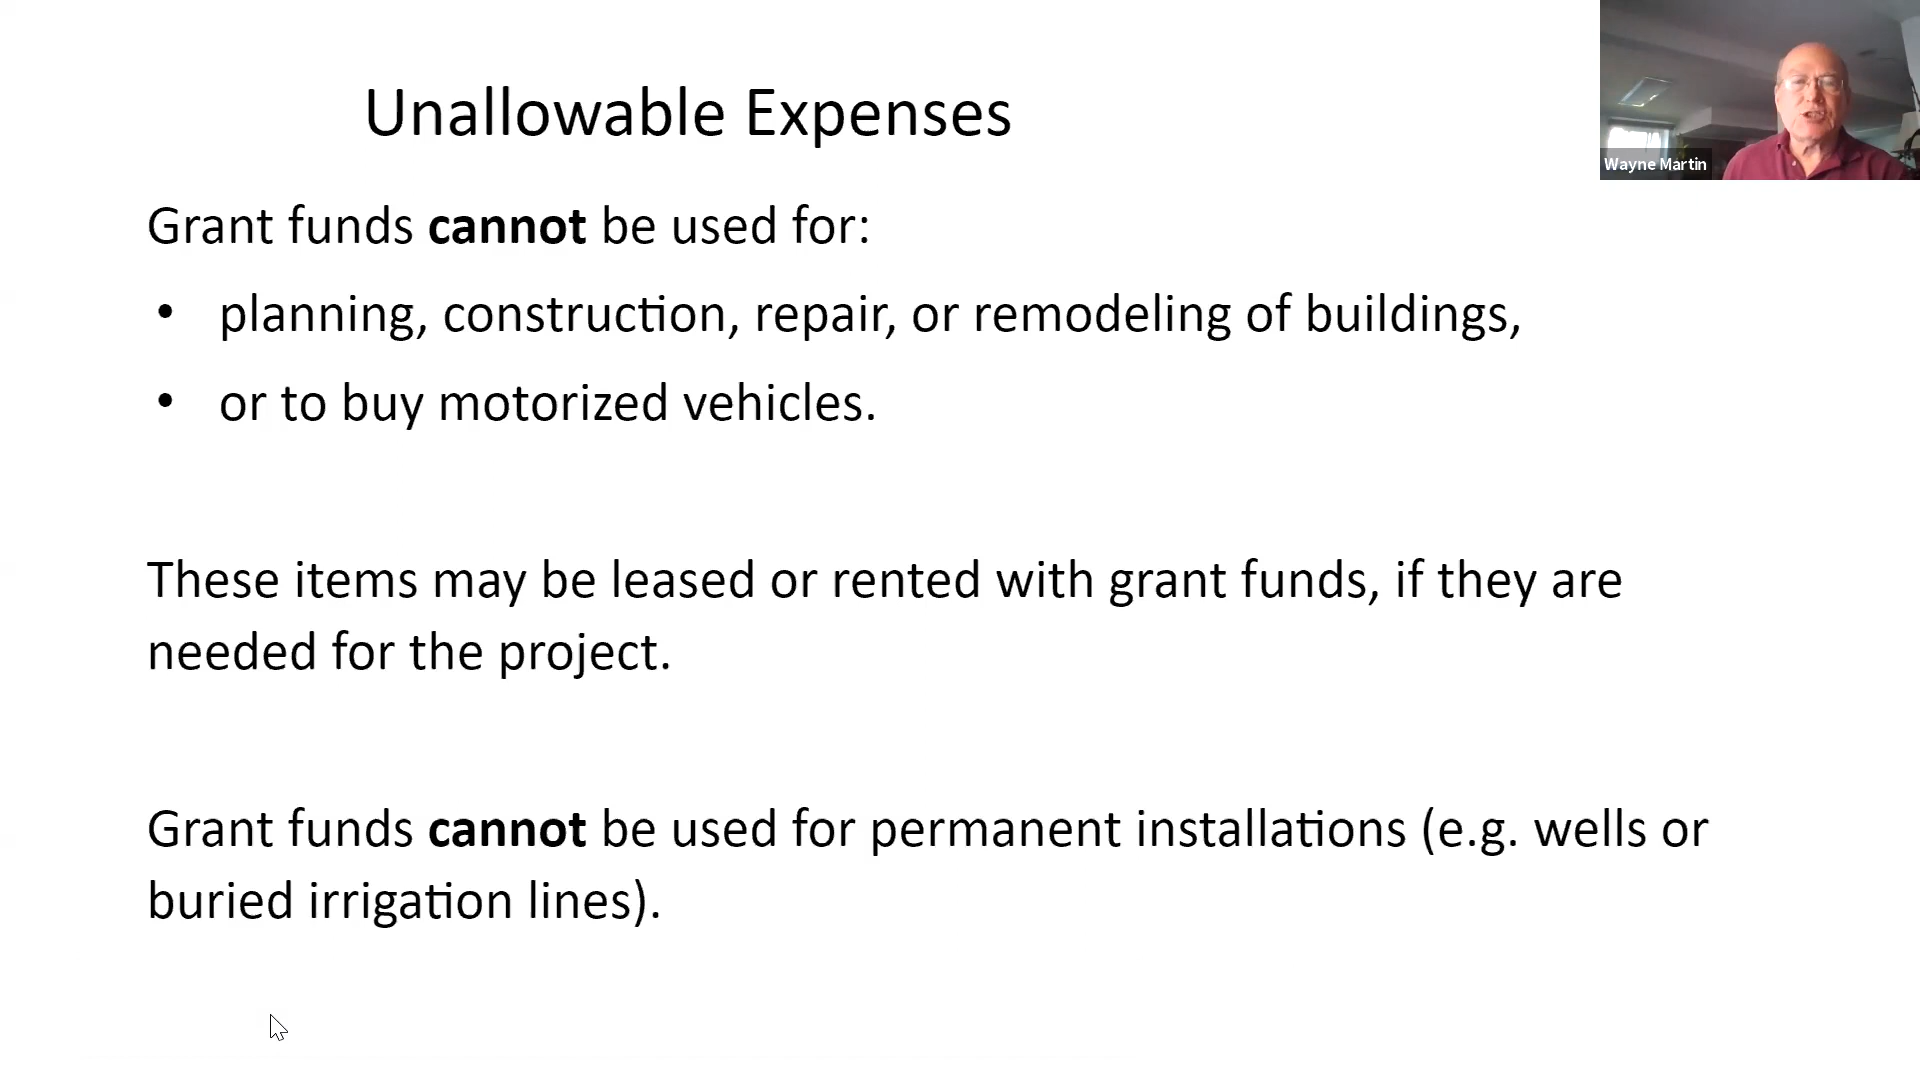 Unallowable Expenses
Wayne Martin
Grant funds cannot be used for:
• planning, construction, repair, or remodeling of buildings,
• or to buy motorized vehicles.
These items may be leased or rented with grant funds, if they are
needed for the project.
Grant funds cannot be used for permanent installations (e.g. wells or
buried irrigation lines).